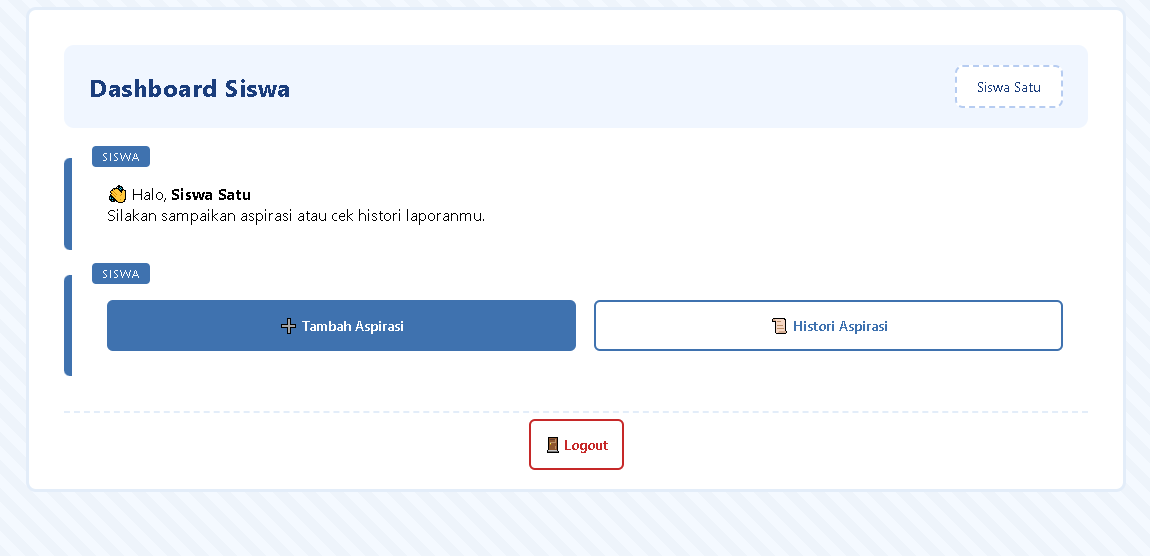 Dashboard Siswa
Siswa Satu
SISWA
👋 Halo, Siswa Satu
Silakan sampaikan aspirasi atau cek histori laporanmu.
SISWA
➕ Tambah Aspirasi
📜 Histori Aspirasi
🚪 Logout